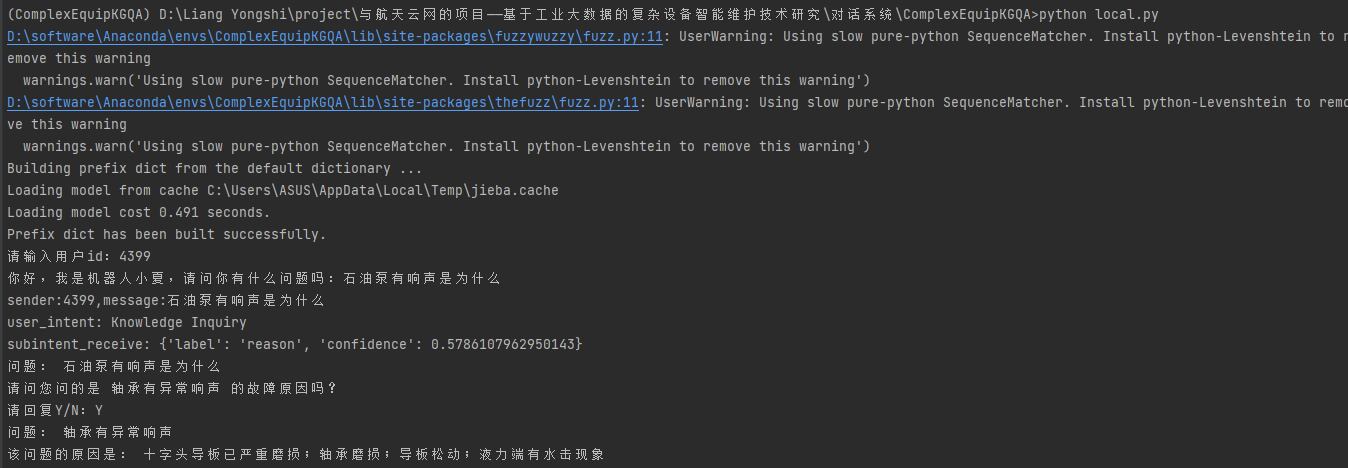 (ComplexEquipKGQA) D:\Liang Yongshi\project\与航天云网的项目——基于工业大数据的复杂设备智能维护技术研究\对话系统\ComplexEquipKGQA>python local.py
D:\software\Anaconda\envs\ComplexEquipKGQA\lib\site-packages\fuzzywuzzy\fuzz.py:11: UserWarning: Using slow pure-python SequenceMatcher. Install python-Levenshtein to r
emove this warning
  warnings.warn('Using slow pure-python SequenceMatcher. Install python-Levenshtein to remove this warning')
D:\software\Anaconda\envs\ComplexEquipKGQA\lib\site-packages\thefuzz\fuzz.py:11: UserWarning: Using slow pure-python SequenceMatcher. Install python-Levenshtein to remo
ve this warning
  warnings.warn('Using slow pure-python SequenceMatcher. Install python-Levenshtein to remove this warning')
Building prefix dict from the default dictionary ...
Loading model from cache C:\Users\ASUS\AppData\Local\Temp\jieba.cache
Loading model cost 0.491 seconds.
Prefix dict has been built successfully.
请输入用户id：4399
你好，我是机器人小夏，请问你有什么问题吗：石油泵有响声是为什么
sender:4399,message:石油泵有响声是为什么
user_intent: Knowledge Inquiry
subintent_receive: {'label': 'reason', 'confidence': 0.5786107962950143}
问题： 石油泵有响声是为什么
请问您问的是 轴承有异常响声 的故障原因吗？
请回复Y/N：Y
问题： 轴承有异常响声
该问题的原因是： 十字头导板已严重磨损；轴承磨损；导板松动；液力端有水击现象